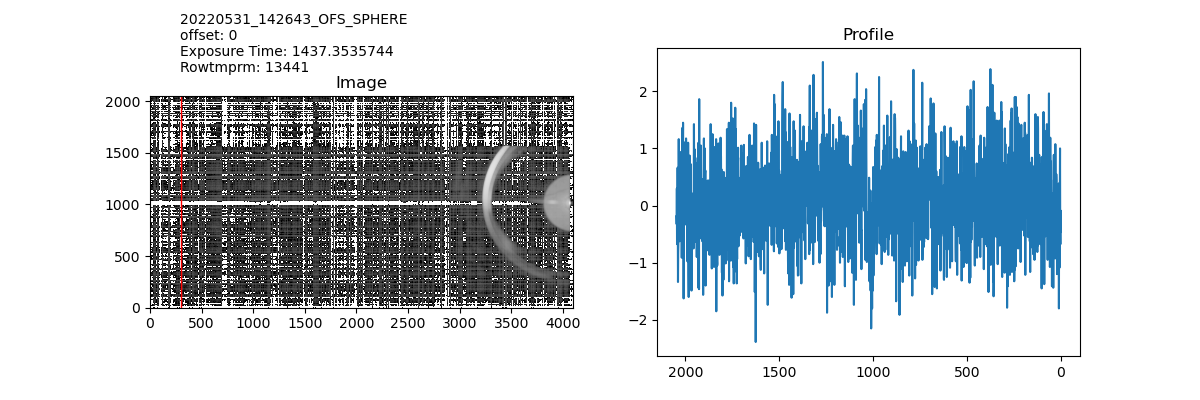 20220531_142643_OFS_SPHERE
offset: 0
Exposure Time: 1437.3535744
Rowtmprm: 13441
Image
2000
1500
1000
500
0
0 500 1000 1500 2000 2500 3000 3500 4000
Profile
2
1
0
−1
−2
2000 1500 1000 500 0